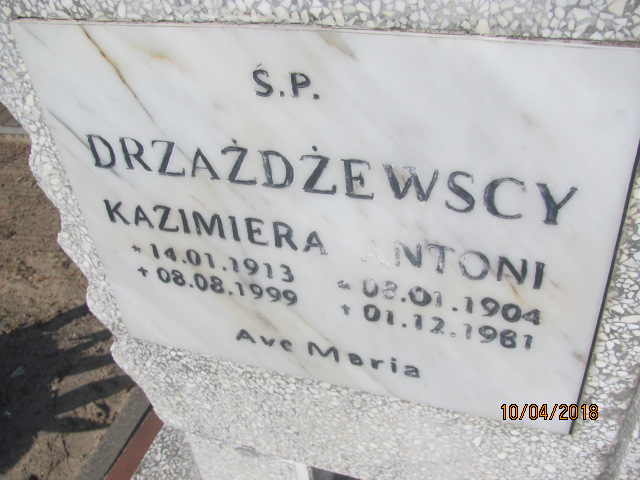 Ś.P.
DRZAŻDŻEWSCY
KAZIMIERA ANTONI
* 14.01.1913 * 08.01.1904
+ 08.08.1999 + 01.12.1981
Ave Maria
10/04/2018